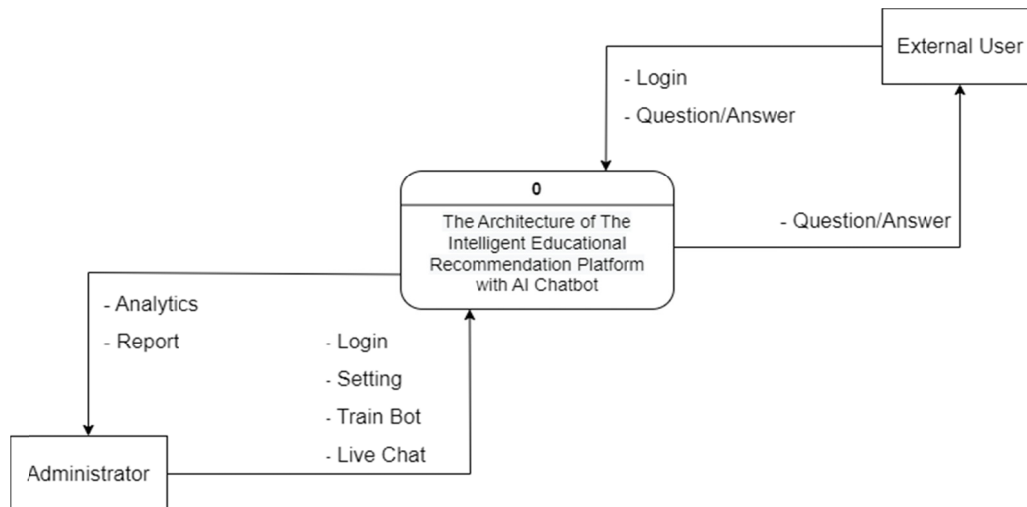 External User
- Login
- Question/Answer
0
The Architecture of The
Intelligent Educational
Recommendation Platform
with AI Chatbot
- Question/Answer
- Analytics
- Report
- Login
- Setting
- Train Bot
- Live Chat
Administrator